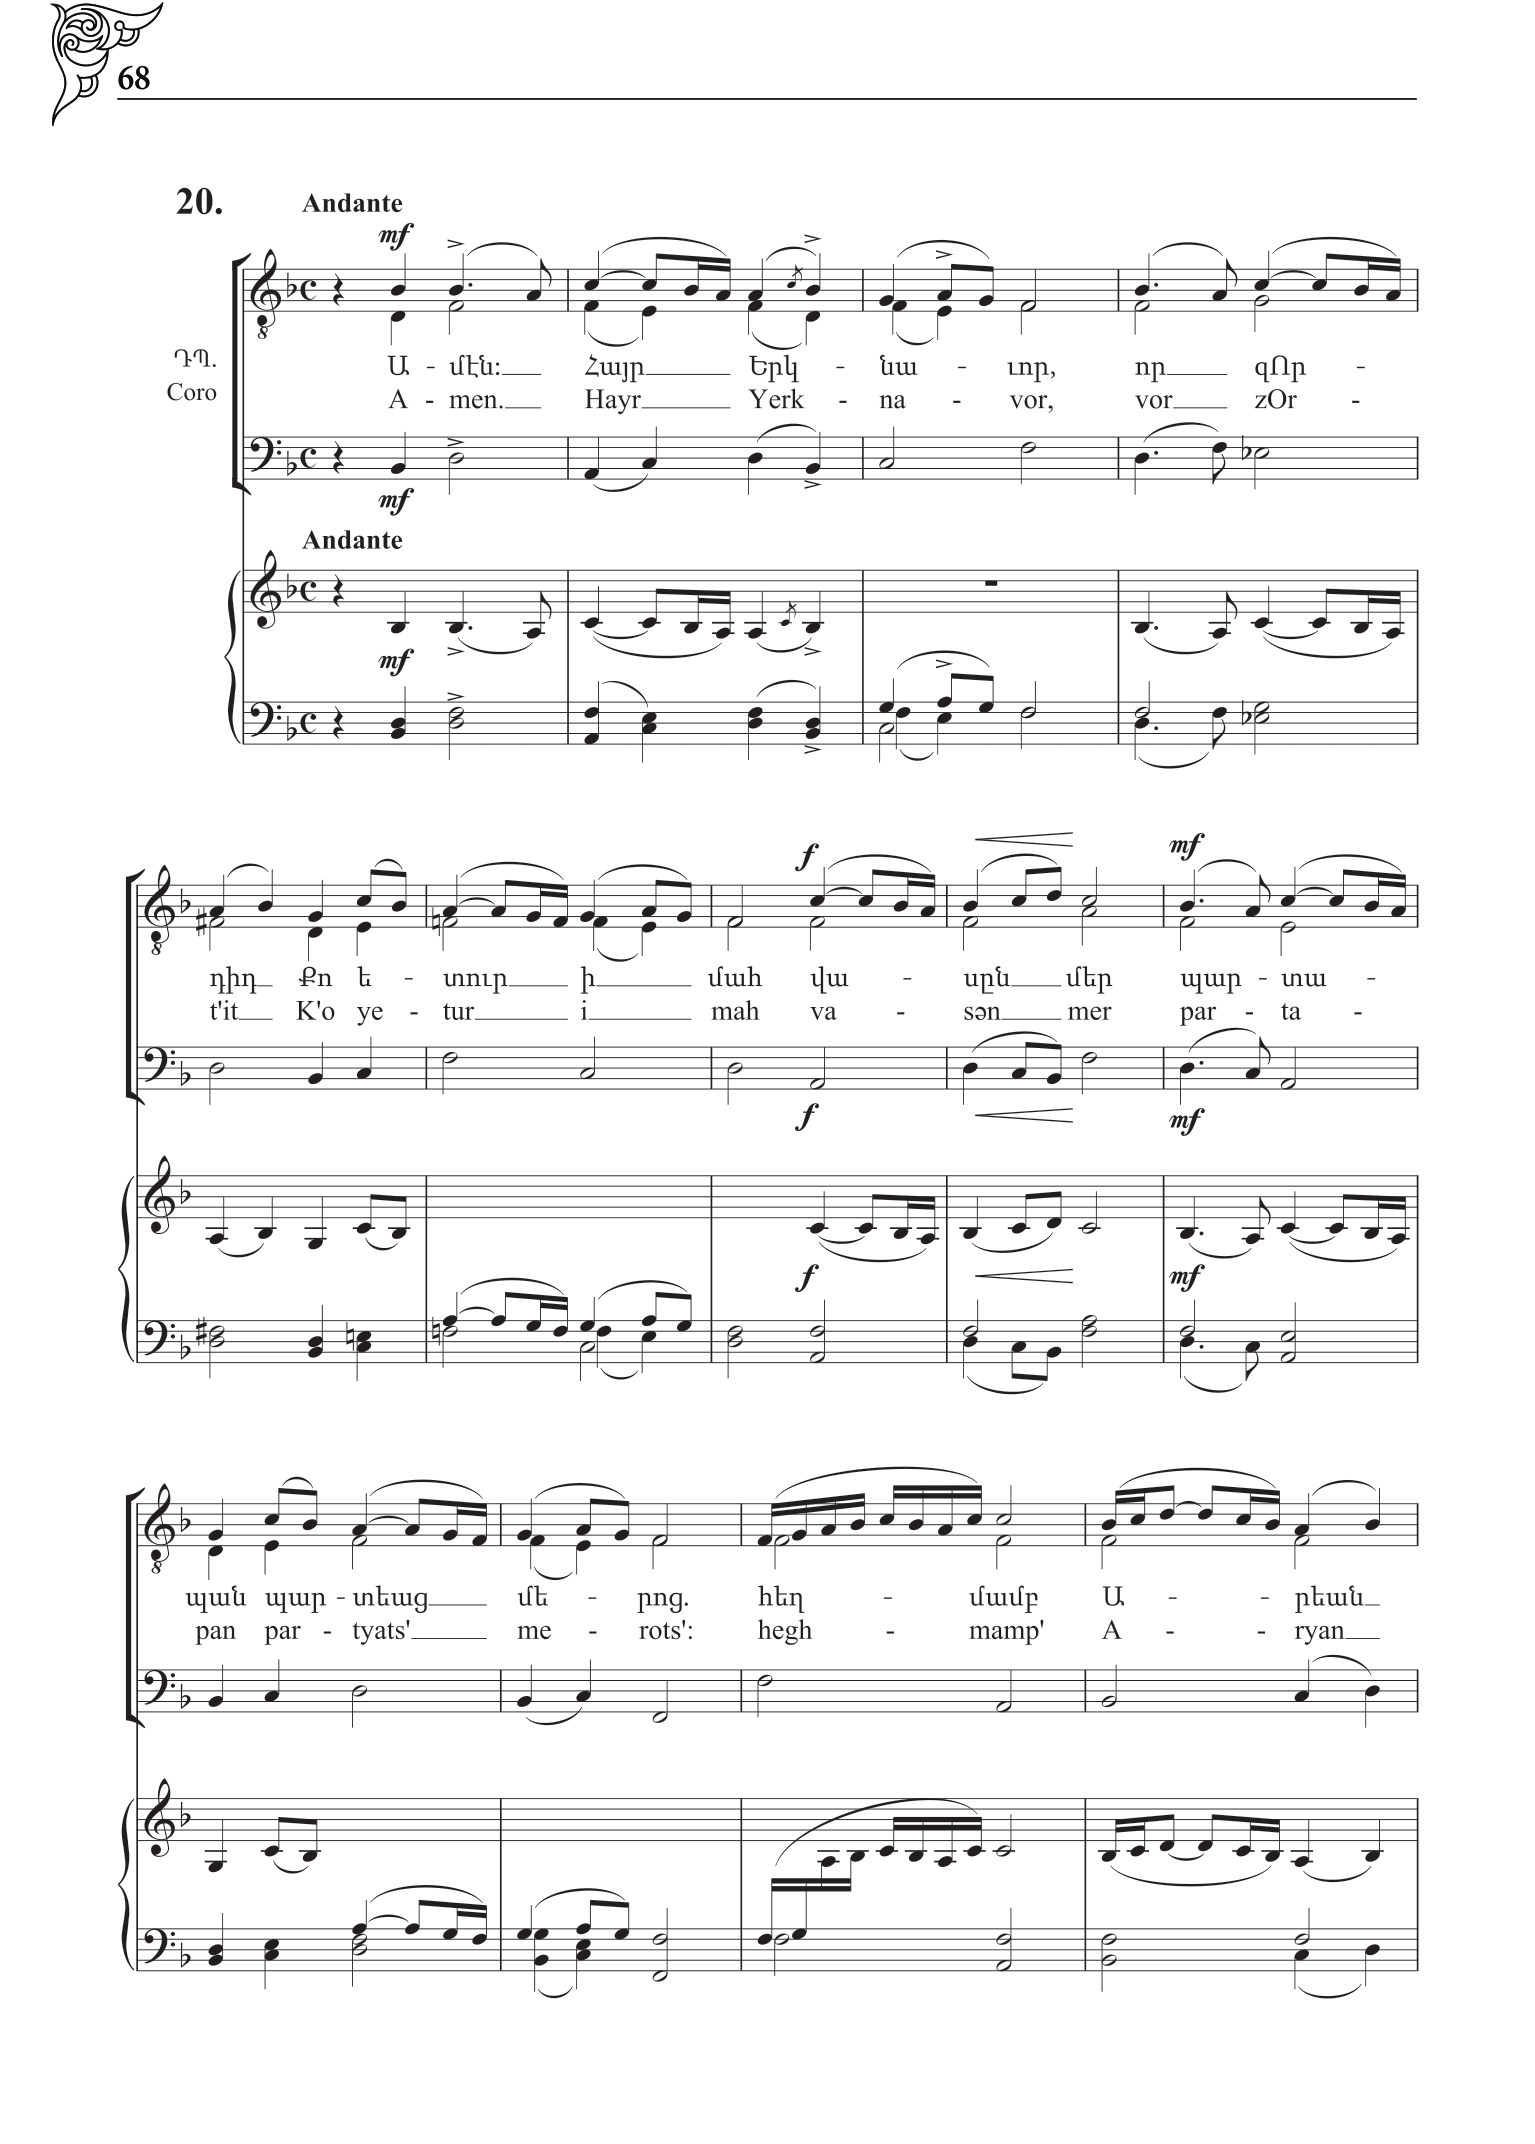 68
20.
Andante
mf
ԴՊ.
Coro
Ա - մէն: Հայր Երկ - նա - ւոր, որ զՈր -
A - men. Hayr Yerk - na - vor, vor zOr -
mf
Andante
mf
f
mf
դիդ Քո ե - տուր ի մահ վա - սըն մեր պար - տա -
t'it K'o ye - tur i mah va - sən mer par - ta -
f
mf
f
mf
պան պար - տեաց մե - րոց. հեղ - մամբ Ա - - րեան
pan par - tyats' me - rots': hegh - mamp' A - - ryan